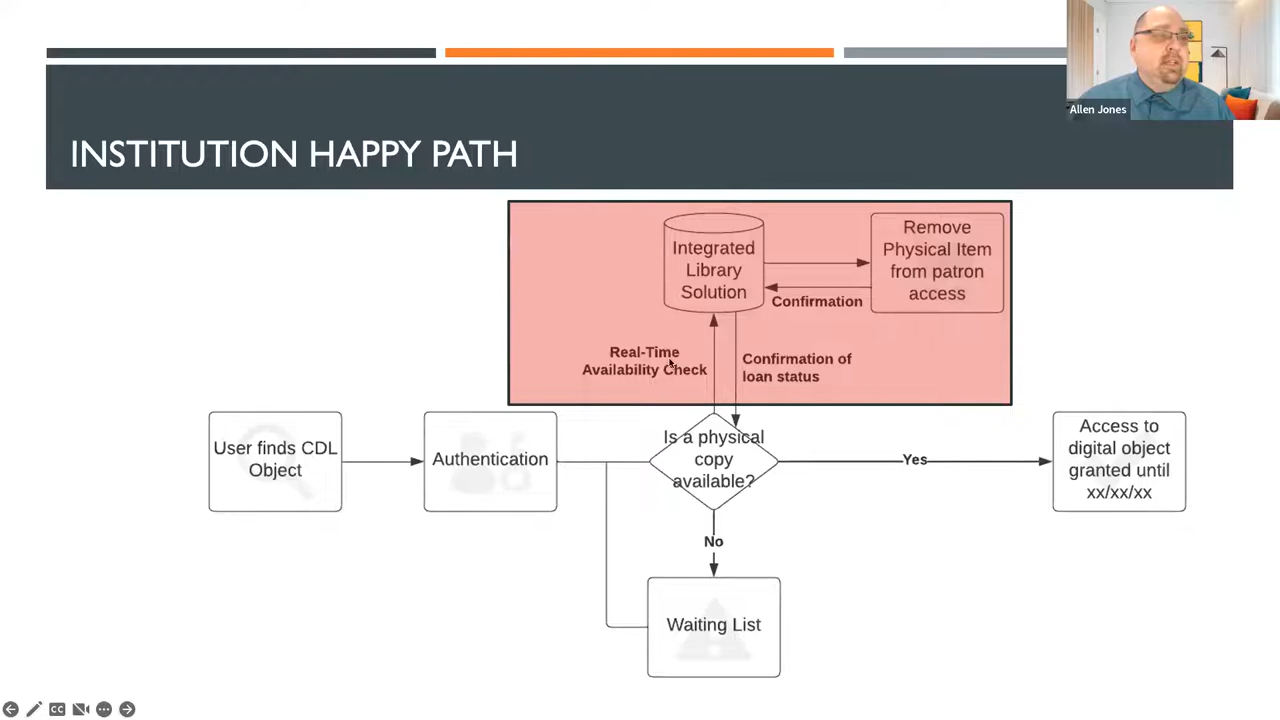 Allen Jones
INSTITUTION HAPPY PATH
Integrated
Library
Solution
Remove
Physical Item
from patron
access
Confirmation
Real-Time
Availability Check
Confirmation of
loan status
User finds CDL
Object
Authentication
Is a physical
copy
available?
Yes
Access to
digital object
granted until
xx/xx/xx
No
Waiting List
CC